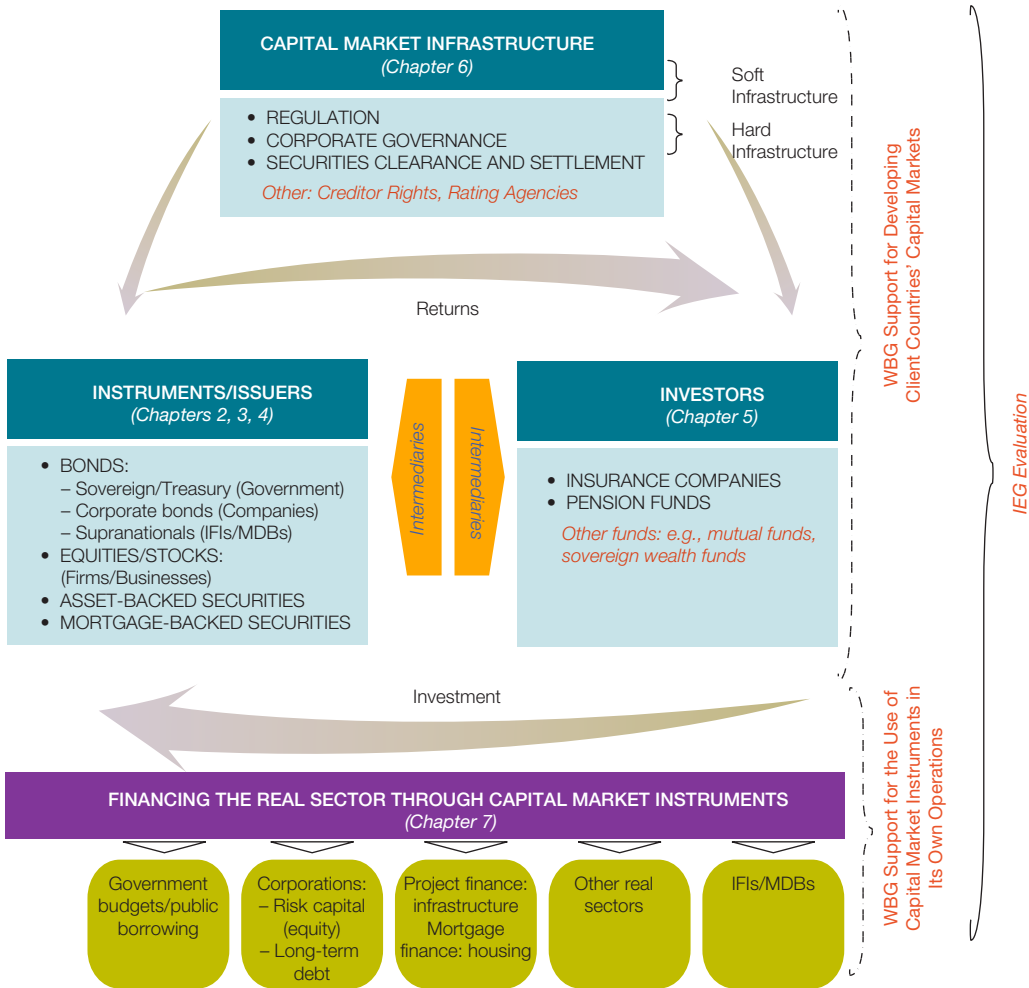 CAPITAL MARKET INFRASTRUCTURE
(Chapter 6)
Soft
Infrastructure
• REGULATION
• CORPORATE GOVERNANCE
• SECURITIES CLEARANCE AND SETTLEMENT
Other: Creditor Rights, Rating Agencies
Hard
Infrastructure
Returns
INSTRUMENTS/ISSUERS
(Chapters 2, 3, 4)
• BONDS:
– Sovereign/Treasury (Government)
– Corporate bonds (Companies)
– Supranationals (IFIs/MDBs)
• EQUITIES/STOCKS:
(Firms/Businesses)
• ASSET-BACKED SECURITIES
• MORTGAGE-BACKED SECURITIES
Intermediaries
Intermediaries
INVESTORS
(Chapter 5)
• INSURANCE COMPANIES
• PENSION FUNDS
Other funds: e.g., mutual funds,
sovereign wealth funds
Investment
FINANCING THE REAL SECTOR THROUGH CAPITAL MARKET INSTRUMENTS
(Chapter 7)
Government
budgets/public
borrowing
Corporations:
– Risk capital
(equity)
– Long-term
debt
Project finance:
infrastructure
Mortgage
finance: housing
Other real
sectors
IFIs/MDBs
WBG Support for Developing
Client Countries' Capital Markets
WBG Support for the Use of
Capital Market Instruments in
Its Own Operations
IEG Evaluation